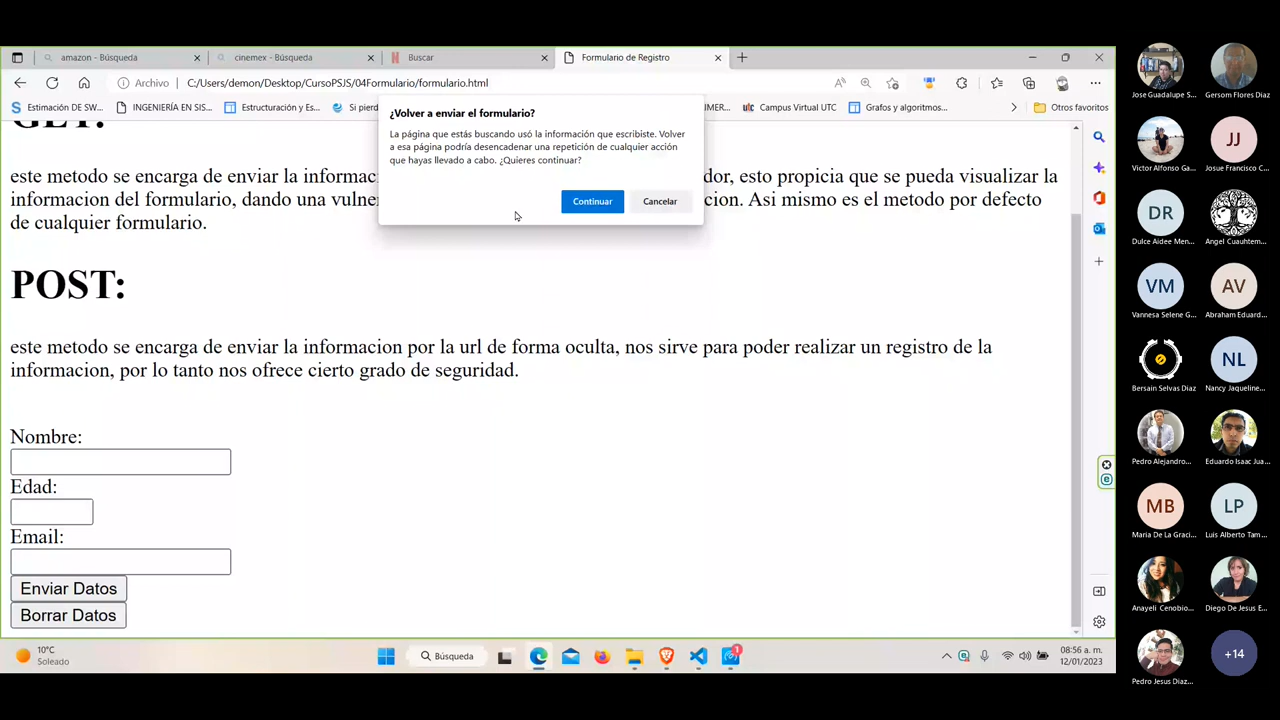 amazon - Búsqueda
cinemex - Búsqueda
Buscar
Formulario de Registro
Archivo
C:/Users/demon/Desktop/CursoPSJS/04Formulario/formulario.html
Estimación DE SW...
INGENIERÍA EN SIS...
Estructuración y Es...
Si pierd
IMER...
Campus Virtual UTC
Grafos y algoritmos...
Otros favoritos
¿Volver a enviar el formulario?
La página que estás buscando usó la información que escribiste. Volver
a esa página podría desencadenar una repetición de cualquier acción
que hayas llevado a cabo. ¿Quieres continuar?
Continuar
Cancelar
GET:
este metodo se encarga de enviar la informac
dor, esto propicia que se pueda visualizar la
informacion del formulario, dando una vulner
cion. Asi mismo es el metodo por defecto
de cualquier formulario.
POST:
este metodo se encarga de enviar la informacion por la url de forma oculta, nos sirve para poder realizar un registro de la
informacion, por lo tanto nos ofrece cierto grado de seguridad.
Nombre:
Edad:
Email:
Enviar Datos
Borrar Datos
10°C
Soleado
Búsqueda
1
08:56 a. m.
12/01/2023
Jose Guadalupe S...
Gersom Flores Diaz
Victor Alfonso Ga...
JJ
Josue Francisco C...
DR
Dulce Aidee Men...
Angel Cuauhtem...
VM
Vannesa Selene G...
AV
Abraham Eduard...
Bersain Selvas Diaz
NL
Nancy Jaqueline...
Pedro Alejandro...
Eduardo Isaac Jua...
MB
Maria De La Graci...
LP
Luis Alberto Tam...
Anayeli Cenobio...
Diego De Jesus E...
Pedro Jesus Diaz...
+14